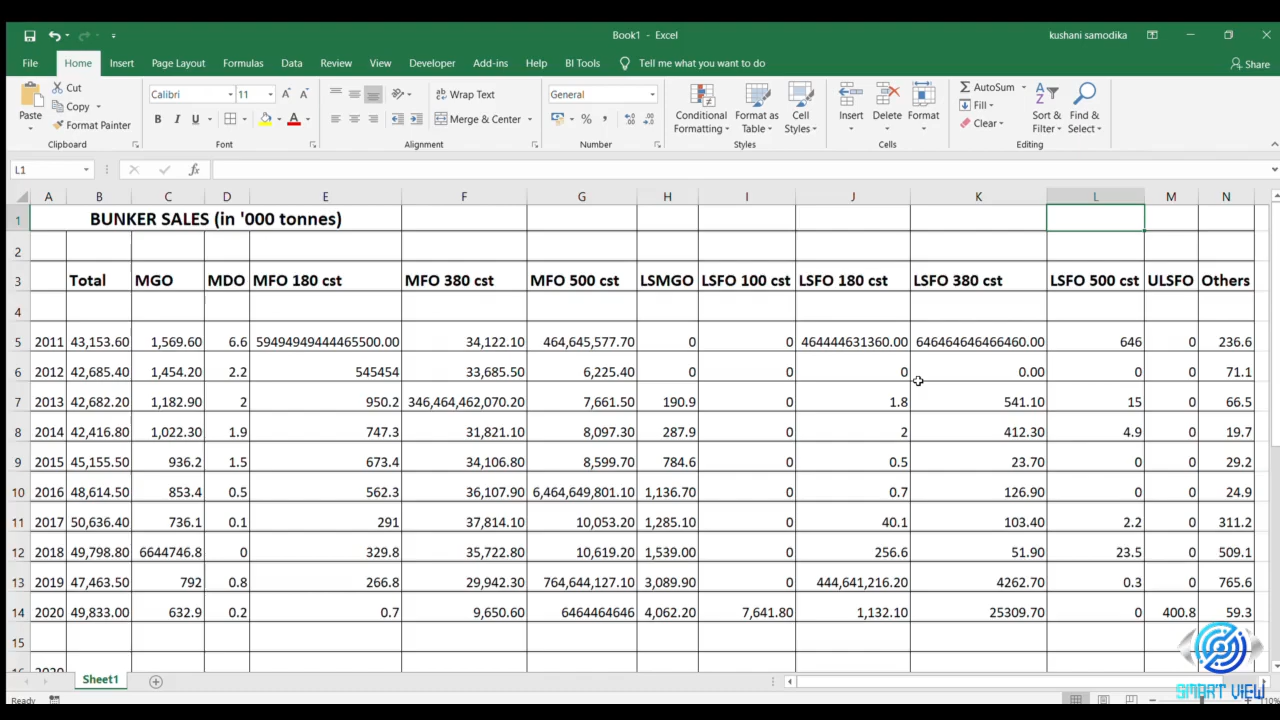 Book1 - Excel
kushani samodika
File Home Insert Page Layout Formulas Data Review View Developer Add-ins Help BI Tools Tell me what you want to do Share
Paste
Cut
Copy
Format Painter
Clipboard
Calibri 11
B I U
Font
Wrap Text
Merge & Center
Alignment
General
Number
Conditional Formatting
Format as Table
Cell Styles
Styles
Insert
Delete
Format
Cells
AutoSum
Fill
Clear
Sort & Filter
Find & Select
Editing
L1
fx
A B C D E F G H I J K L M N
1 BUNKER SALES (in '000 tonnes)
2
3 Total MGO MDO MFO 180 cst MFO 380 cst MFO 500 cst LSMGO LSFO 100 cst LSFO 180 cst LSFO 380 cst LSFO 500 cst ULSFO Others
4
5 2011 43,153.60 1,569.60 6.6 59494949444465500.00 34,122.10 464,645,577.70 0 0 464444631360.00 646464646466460.00 646 0 236.6
6 2012 42,685.40 1,454.20 2.2 545454 33,685.50 6,225.40 0 0 0 0.00 0 0 71.1
7 2013 42,682.20 1,182.90 2 950.2 346,464,462,070.20 7,661.50 190.9 0 1.8 541.10 15 0 66.5
8 2014 42,416.80 1,022.30 1.9 747.3 31,821.10 8,097.30 287.9 0 2 412.30 4.9 0 19.7
9 2015 45,155.50 936.2 1.5 673.4 34,106.80 8,599.70 784.6 0 0.5 23.70 0 0 29.2
10 2016 48,614.50 853.4 0.5 562.3 36,107.90 6,464,649,801.10 1,136.70 0 0.7 126.90 0 0 24.9
11 2017 50,636.40 736.1 0.1 291 37,814.10 10,053.20 1,285.10 0 40.1 103.40 2.2 0 311.2
12 2018 49,798.80 6644746.8 0 329.8 35,722.80 10,619.20 1,539.00 0 256.6 51.90 23.5 0 509.1
13 2019 47,463.50 792 0.8 266.8 29,942.30 764,644,127.10 3,089.90 0 444,641,216.20 4262.70 0.3 0 765.6
14 2020 49,833.00 632.9 0.2 0.7 9,650.60 6464464646 4,062.20 7,641.80 1,132.10 25309.70 0 400.8 59.3
15
16 2020
Sheet1
Ready
SMART VIEW